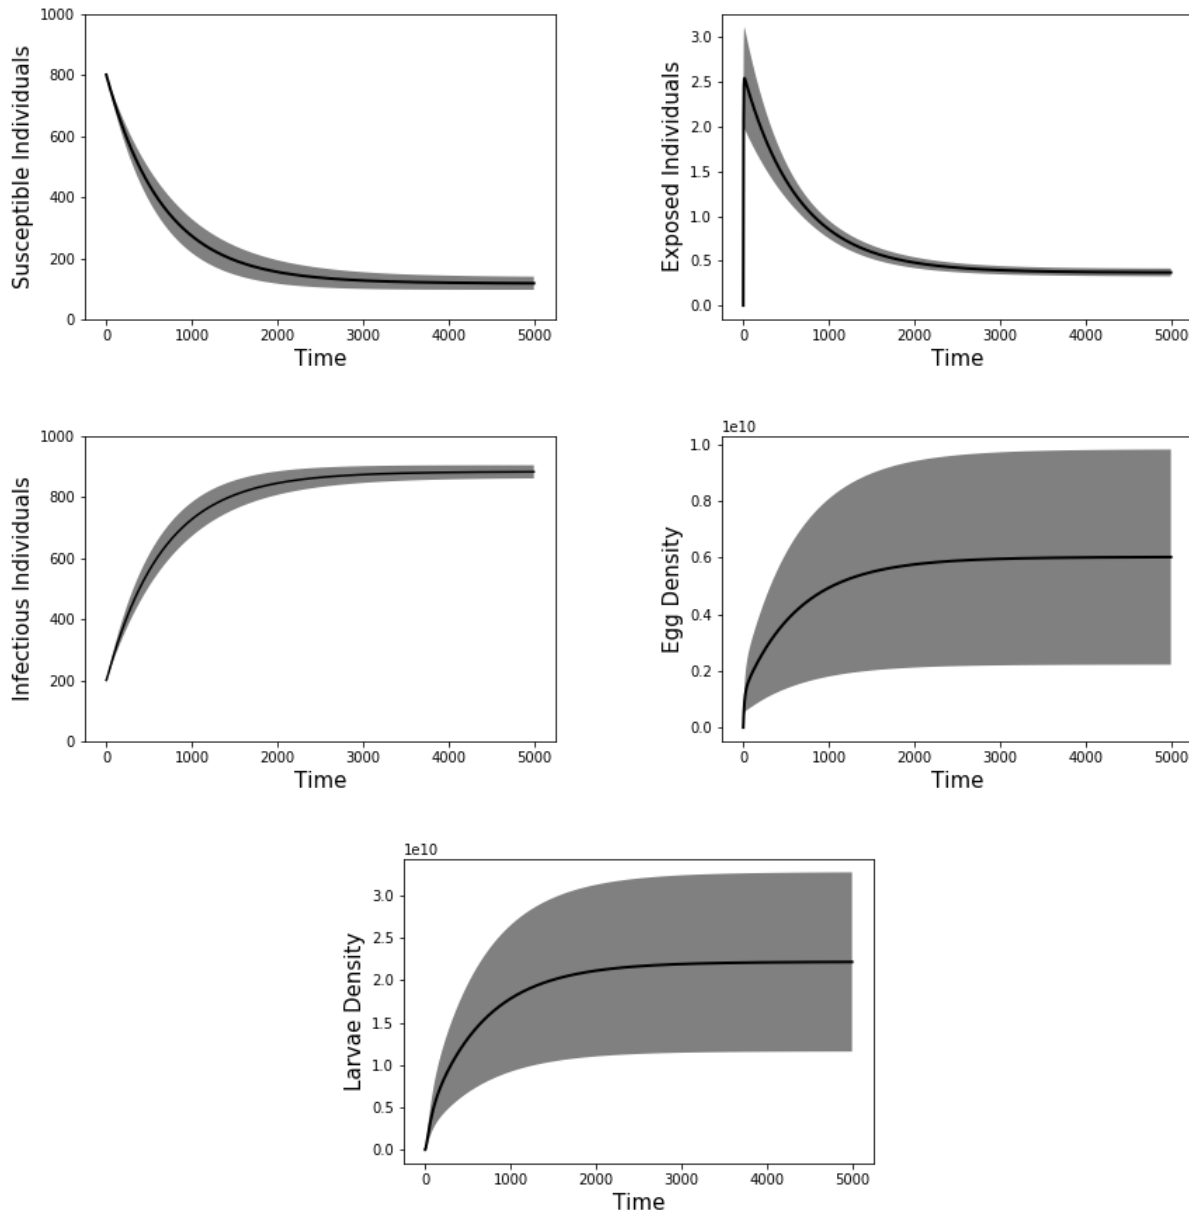 1000
800
600
400
200
0
Susceptible Individuals
0 1000 2000 3000 4000 5000
Time
3.0
2.5
2.0
1.5
1.0
0.5
0.0
Exposed Individuals
0 1000 2000 3000 4000 5000
Time
1000
800
600
400
200
0
Infectious Individuals
0 1000 2000 3000 4000 5000
Time
1e10
1.0
0.8
0.6
0.4
0.2
0.0
Egg Density
0 1000 2000 3000 4000 5000
Time
1e10
3.0
2.5
2.0
1.5
1.0
0.5
0.0
Larvae Density
0 1000 2000 3000 4000 5000
Time